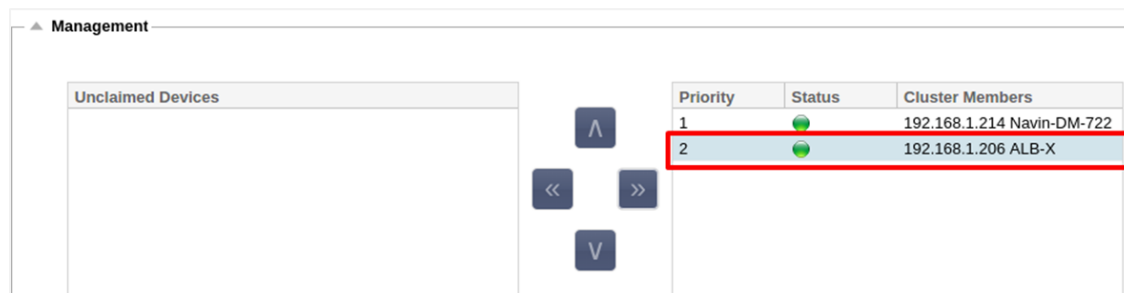 Management
Unclaimed Devices
Priority Status Cluster Members
1 192.168.1.214 Navin-DM-722
2 192.168.1.206 ALB-X